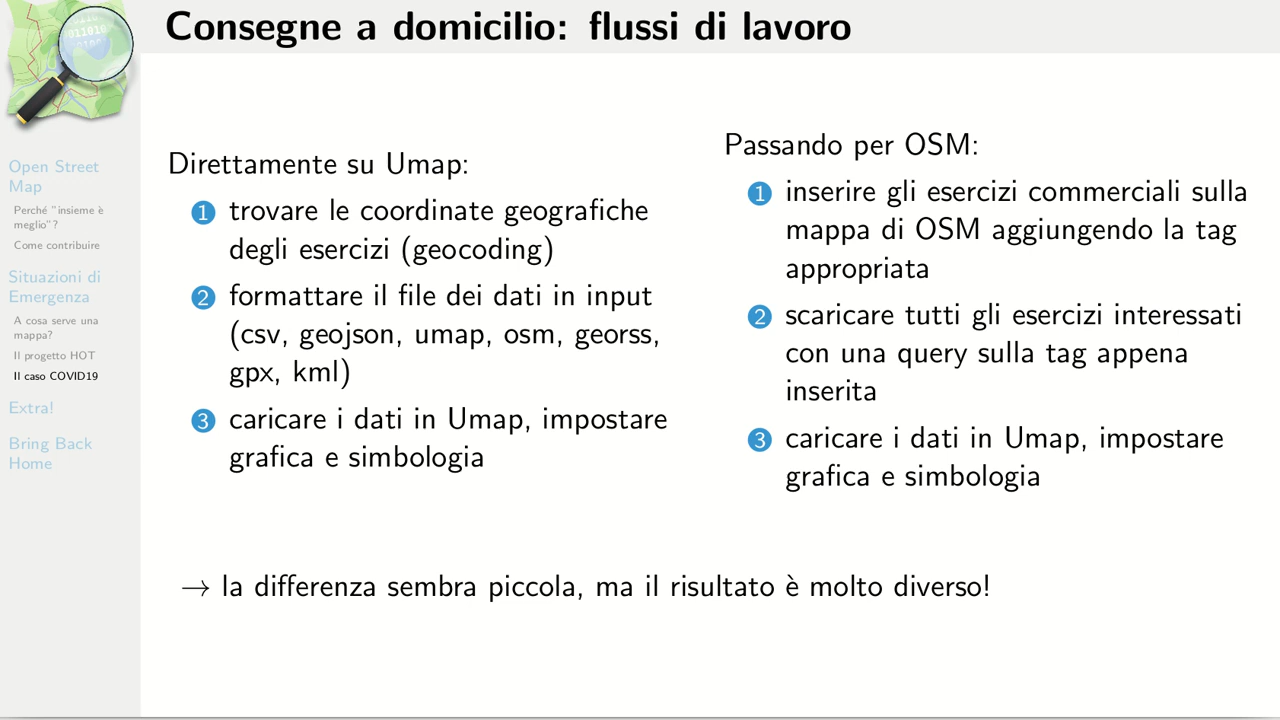 Consegne a domicilio: flussi di lavoro
Open Street
Map
Perché "insieme è
meglio"?
Come contribuire
Situazioni di
Emergenza
A cosa serve una
mappa?
Il progetto HOT
Il caso COVID19
Extra!
Bring Back
Home
Direttamente su Umap:
1 trovare le coordinate geografiche
degli esercizi (geocoding)
2 formattare il file dei dati in input
(csv, geojson, umap, osm, georss,
gpx, kml)
3 caricare i dati in Umap, impostare
grafica e simbologia
Passando per OSM:
1 inserire gli esercizi commerciali sulla
mappa di OSM aggiungendo la tag
appropriata
2 scaricare tutti gli esercizi interessati
con una query sulla tag appena
inserita
3 caricare i dati in Umap, impostare
grafica e simbologia
→ la differenza sembra piccola, ma il risultato è molto diverso!